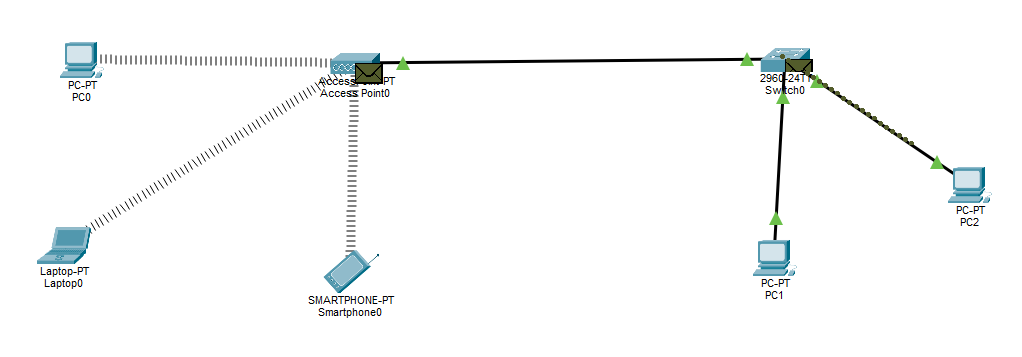 PC-PT
PC0
Access Point0
2960-24TT
Switch0
PC-PT
PC2
Laptop-PT
Laptop0
PC-PT
PC1
SMARTPHONE-PT
Smartphone0